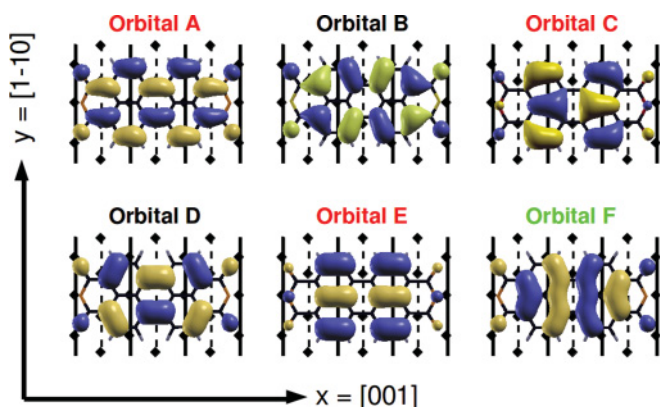 Orbital A
Orbital B
Orbital C
y = [1-10]
Orbital D
Orbital E
Orbital F
x = [001]